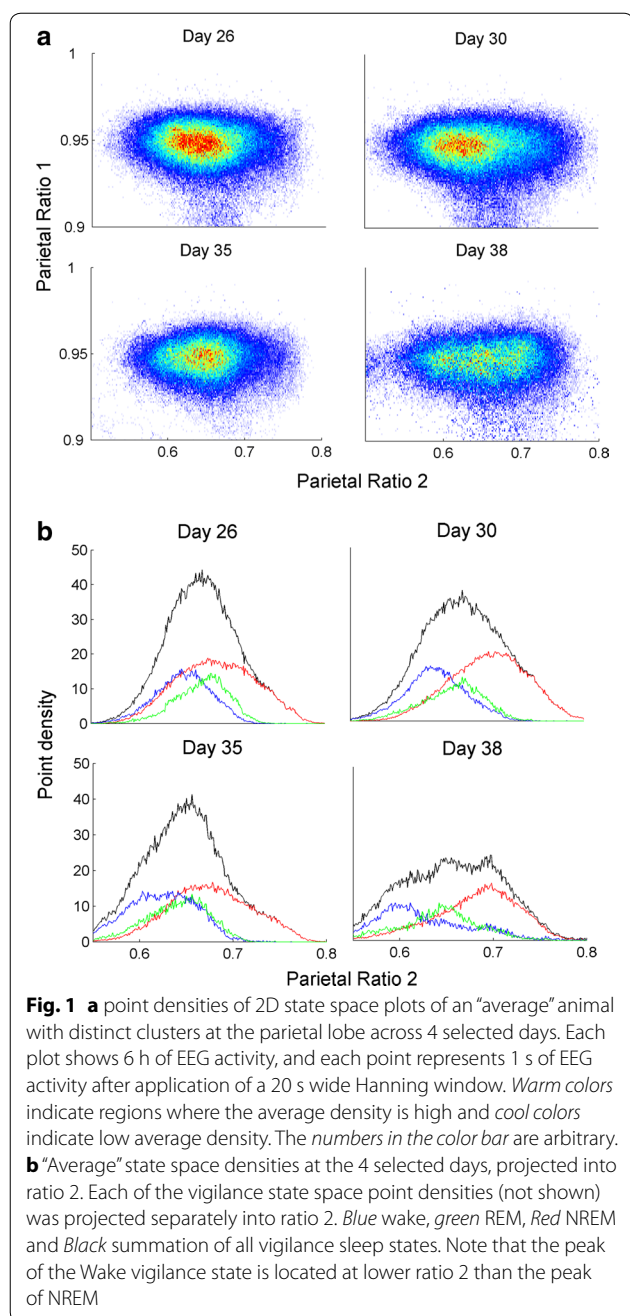 a
Day 26
Day 30
1
0.95
0.9
Parietal Ratio 1
Day 35
Day 38
1
0.95
0.9
0.6
0.7
0.8
0.6
0.7
0.8
Parietal Ratio 2
b
Day 26
Day 30
50
40
30
20
10
0
Point density
Day 35
Day 38
50
40
30
20
10
0
0.6
0.7
0.8
0.6
0.7
0.8
Parietal Ratio 2
Fig. 1 a point densities of 2D state space plots of an “average” animal
with distinct clusters at the parietal lobe across 4 selected days. Each
plot shows 6 h of EEG activity, and each point represents 1 s of EEG
activity after application of a 20 s wide Hanning window. Warm colors
indicate regions where the average density is high and cool colors
indicate low average density. The numbers in the color bar are arbitrary.
b “Average” state space densities at the 4 selected days, projected into
ratio 2. Each of the vigilance state space point densities (not shown)
was projected separately into ratio 2. Blue wake, green REM, Red NREM
and Black summation of all vigilance sleep states. Note that the peak
of the Wake vigilance state is located at lower ratio 2 than the peak
of NREM